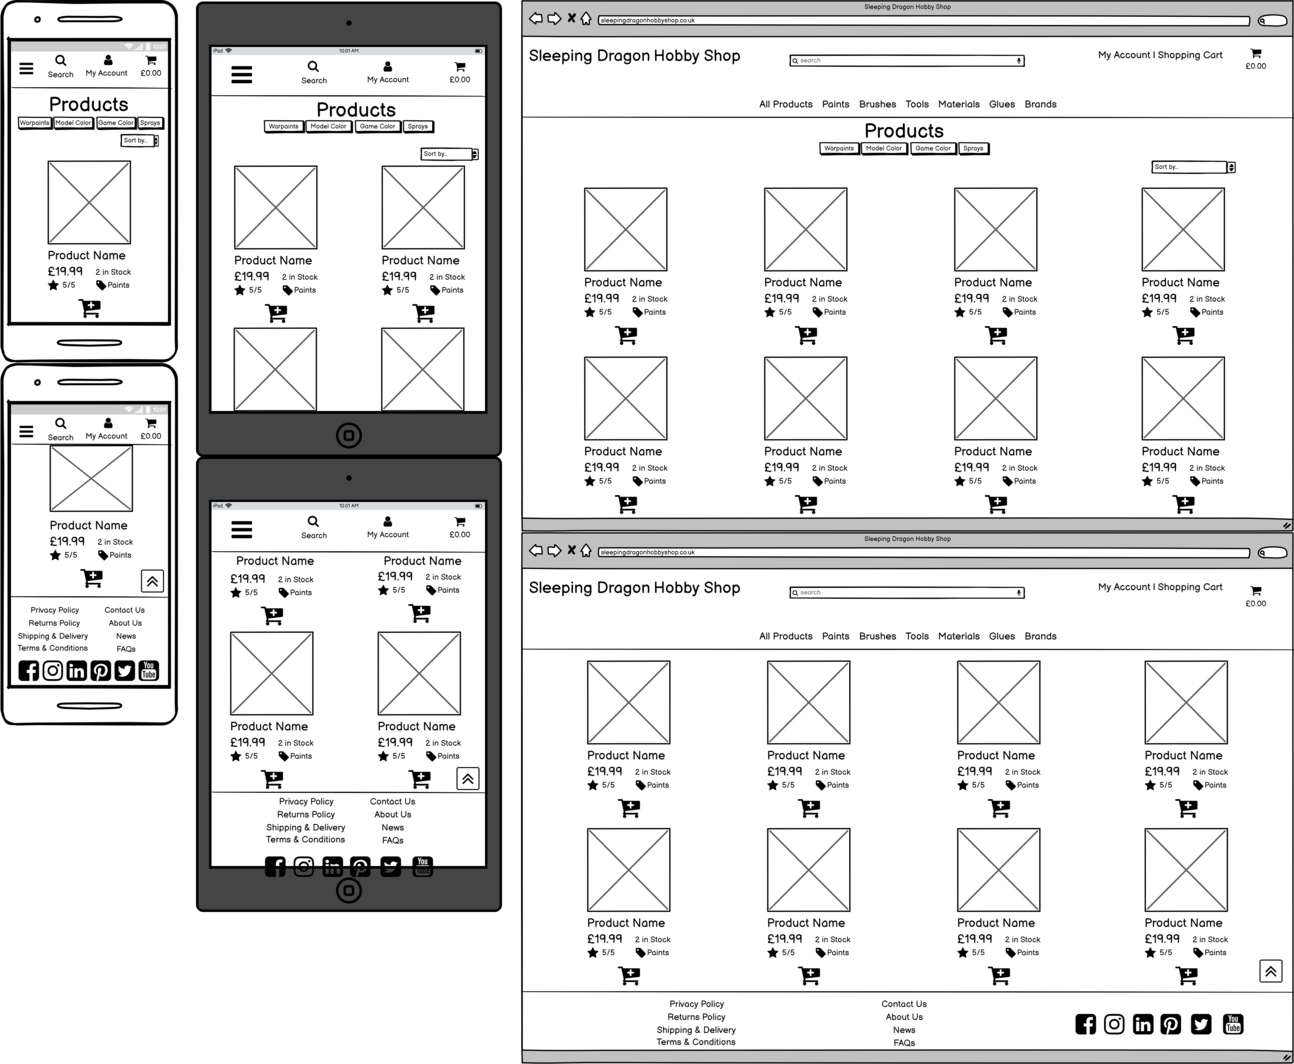 10:01
Search
My Account
£0.00
Products
Warpaints
Model Color
Game Color
Sprays
Sort by...
Product Name
£19.99
2 in Stock
5/5
Paints
10:01
Search
My Account
£0.00
Product Name
£19.99
2 in Stock
5/5
Paints
Privacy Policy Contact Us
Returns Policy About Us
Shipping & Delivery News
Terms & Conditions FAQs
You
Tube
iPod 10:01 AM
Search
My Account
£0.00
Products
Warpaints Model Color Game Color Sprays
Sort by...
Product Name Product Name
£19.99 2 in Stock £19.99 2 in Stock
5/5 Paints 5/5 Paints
iPod 10:01 AM
Search
My Account
£0.00
Product Name Product Name
£19.99 2 in Stock £19.99 2 in Stock
5/5 Paints 5/5 Paints
Product Name Product Name
£19.99 2 in Stock £19.99 2 in Stock
5/5 Paints 5/5 Paints
Privacy Policy Contact Us
Returns Policy About Us
Shipping & Delivery News
Terms & Conditions FAQs
You
Tube
Sleeping Dragon Hobby Shop
sleepingdragonhobbyshop.co.uk
Sleeping Dragon Hobby Shop
search
My Account | Shopping Cart
£0.00
All Products Paints Brushes Tools Materials Glues Brands
Products
Warpaints Model Color Game Color Sprays
Sort by...
Product Name Product Name Product Name Product Name
£19.99 2 in Stock £19.99 2 in Stock £19.99 2 in Stock £19.99 2 in Stock
5/5 Paints 5/5 Paints 5/5 Paints 5/5 Paints
Product Name Product Name Product Name Product Name
£19.99 2 in Stock £19.99 2 in Stock £19.99 2 in Stock £19.99 2 in Stock
5/5 Paints 5/5 Paints 5/5 Paints 5/5 Paints
Sleeping Dragon Hobby Shop
sleepingdragonhobbyshop.co.uk
Sleeping Dragon Hobby Shop
search
My Account | Shopping Cart
£0.00
All Products Paints Brushes Tools Materials Glues Brands
Product Name Product Name Product Name Product Name
£19.99 2 in Stock £19.99 2 in Stock £19.99 2 in Stock £19.99 2 in Stock
5/5 Paints 5/5 Paints 5/5 Paints 5/5 Paints
Product Name Product Name Product Name Product Name
£19.99 2 in Stock £19.99 2 in Stock £19.99 2 in Stock £19.99 2 in Stock
5/5 Paints 5/5 Paints 5/5 Paints 5/5 Paints
Privacy Policy Contact Us
Returns Policy About Us
Shipping & Delivery News
Terms & Conditions FAQs
You
Tube